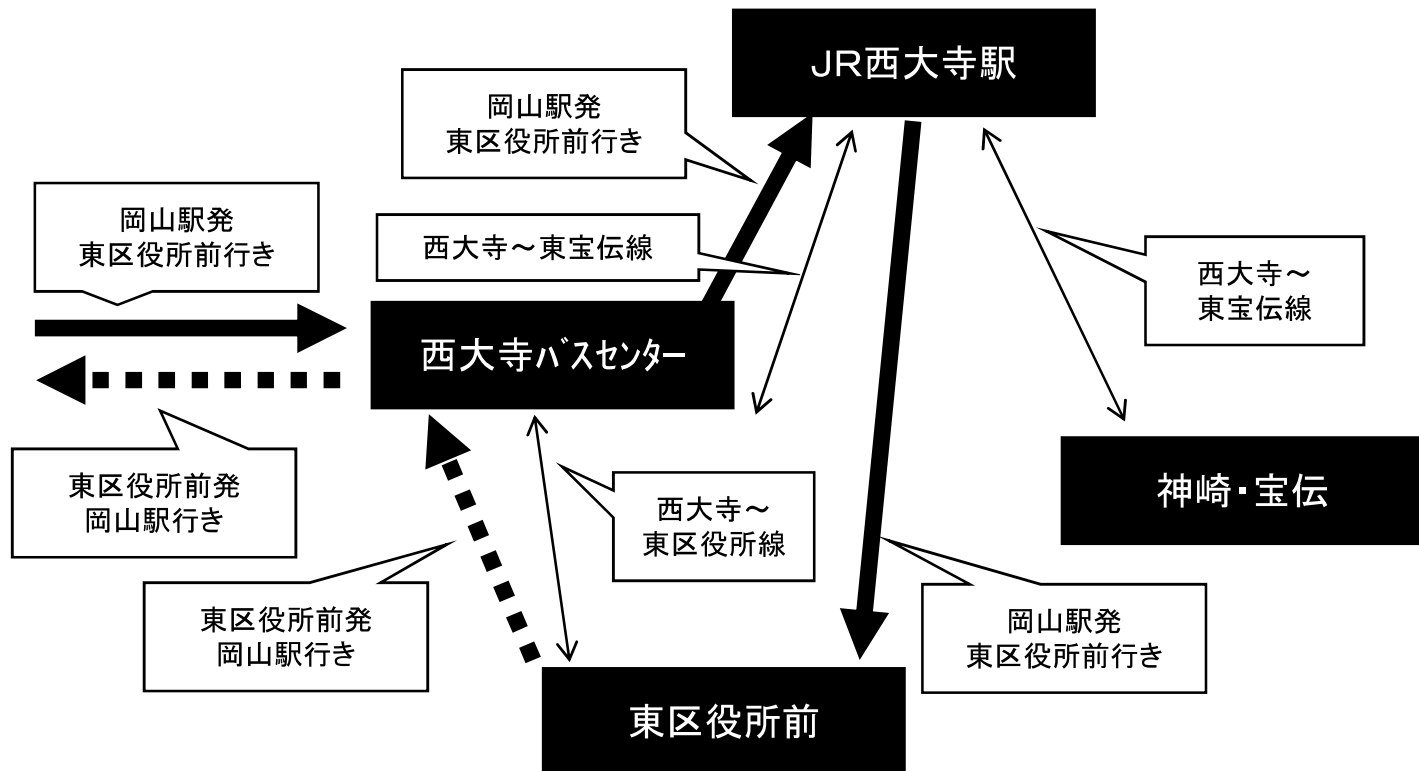 JR西大寺駅
岡山駅発
東区役所前行き
岡山駅発
東区役所前行き
西大寺~東宝伝線
西大寺~
東宝伝線
西大寺バスセンター
東区役所前発
岡山駅行き
西大寺~
東区役所線
神崎・宝伝
東区役所前発
岡山駅行き
岡山駅発
東区役所前行き
東区役所前